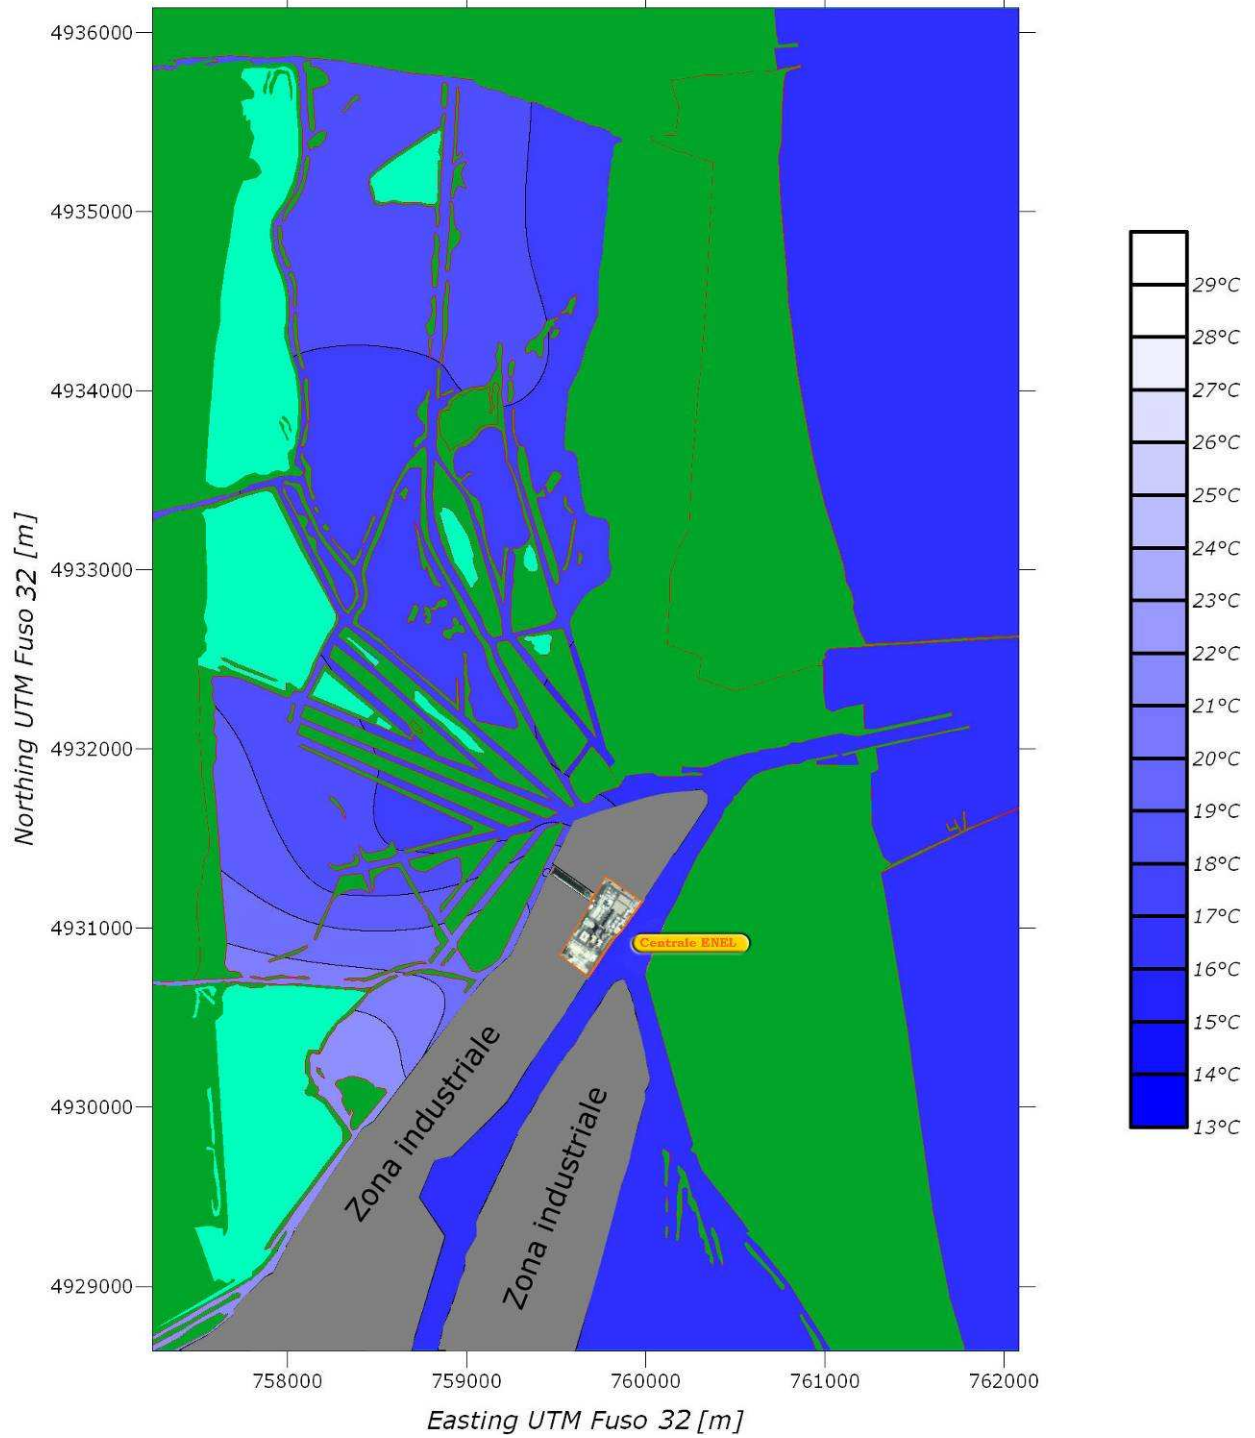 4936000
4935000
4934000
4933000
4932000
4931000
4930000
4929000
Northing UTM Fuso 32 [m]
758000
759000
760000
761000
762000
Easting UTM Fuso 32 [m]
Centrale ENEL
Zona industriale
Zona industriale
29°C
28°C
27°C
26°C
25°C
24°C
23°C
22°C
21°C
20°C
19°C
18°C
17°C
16°C
15°C
14°C
13°C